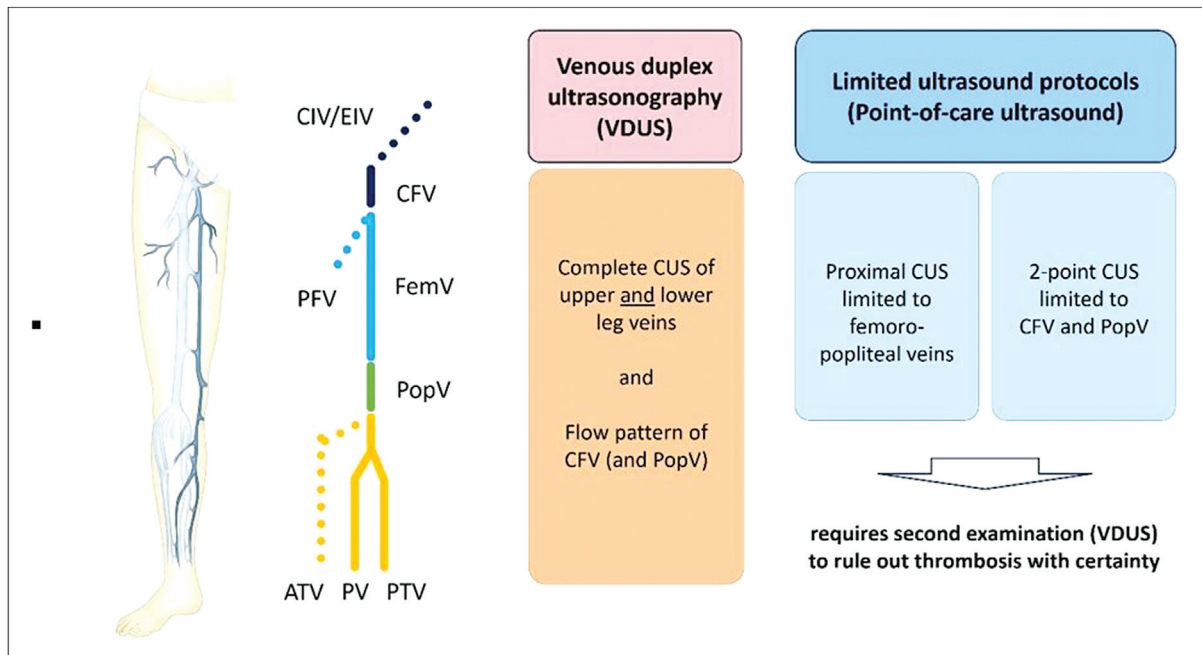 CIV/EIV
CFV
PFV
FemV
PopV
ATV PV PTV
Venous duplex
ultrasonography
(VDUS)
Complete CUS of
upper and lower
leg veins
and
Flow pattern of
CFV (and PopV)
Limited ultrasound protocols
(Point-of-care ultrasound)
Proximal CUS
limited to
femoro-
popliteal veins
2-point CUS
limited to
CFV and PopV
requires second examination (VDUS)
to rule out thrombosis with certainty